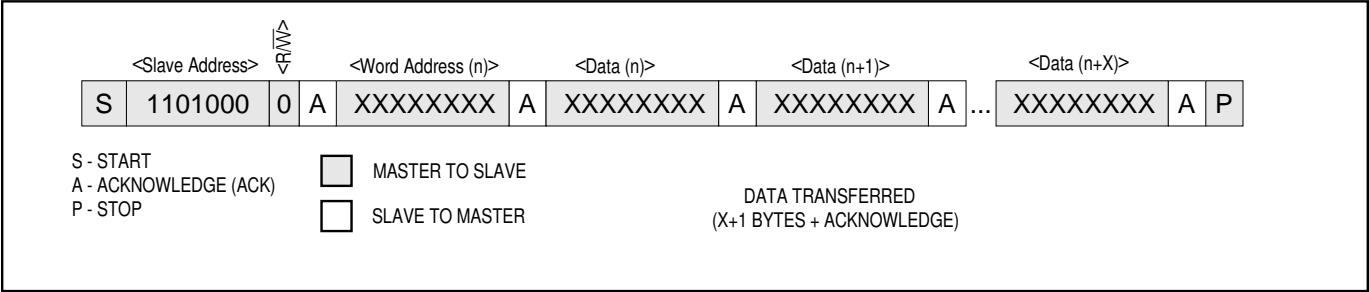 <R/W>
<Slave Address> <Word Address (n)> <Data (n)> <Data (n+1)> <Data (n+X)>
S 1101000 0 A XXXXXXXX A XXXXXXXX A XXXXXXXX A ... XXXXXXXX A P
S - START
A - ACKNOWLEDGE (ACK)
P - STOP
MASTER TO SLAVE
SLAVE TO MASTER
DATA TRANSFERRED
(X+1 BYTES + ACKNOWLEDGE)